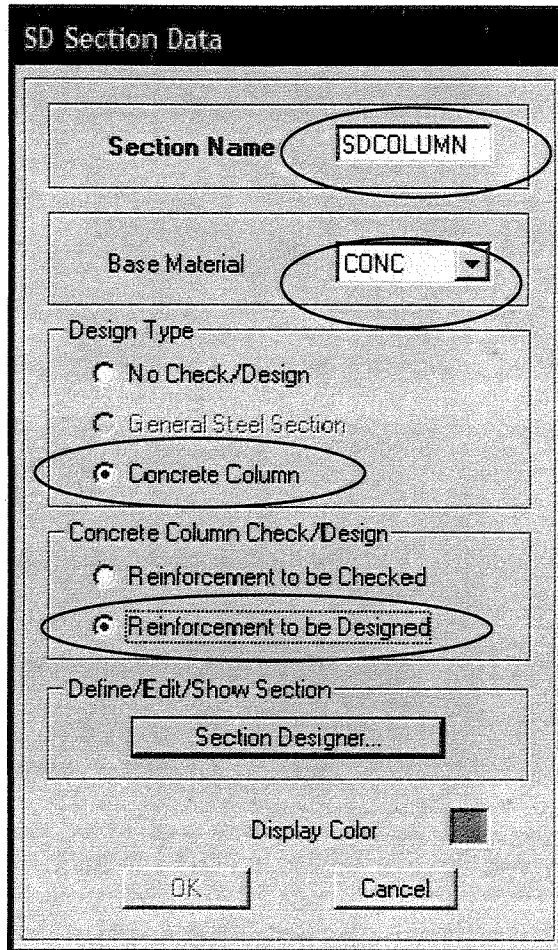 SD Section Data
Section Name SDCOLUMN
Base Material CONC
Design Type
No Check/Design
General Steel Section
Concrete Column
Concrete Column Check/Design
Reinforcement to be Checked
Reinforcement to be Designed
Define/Edit/Show Section
Section Designer...
Display Color
OK Cancel